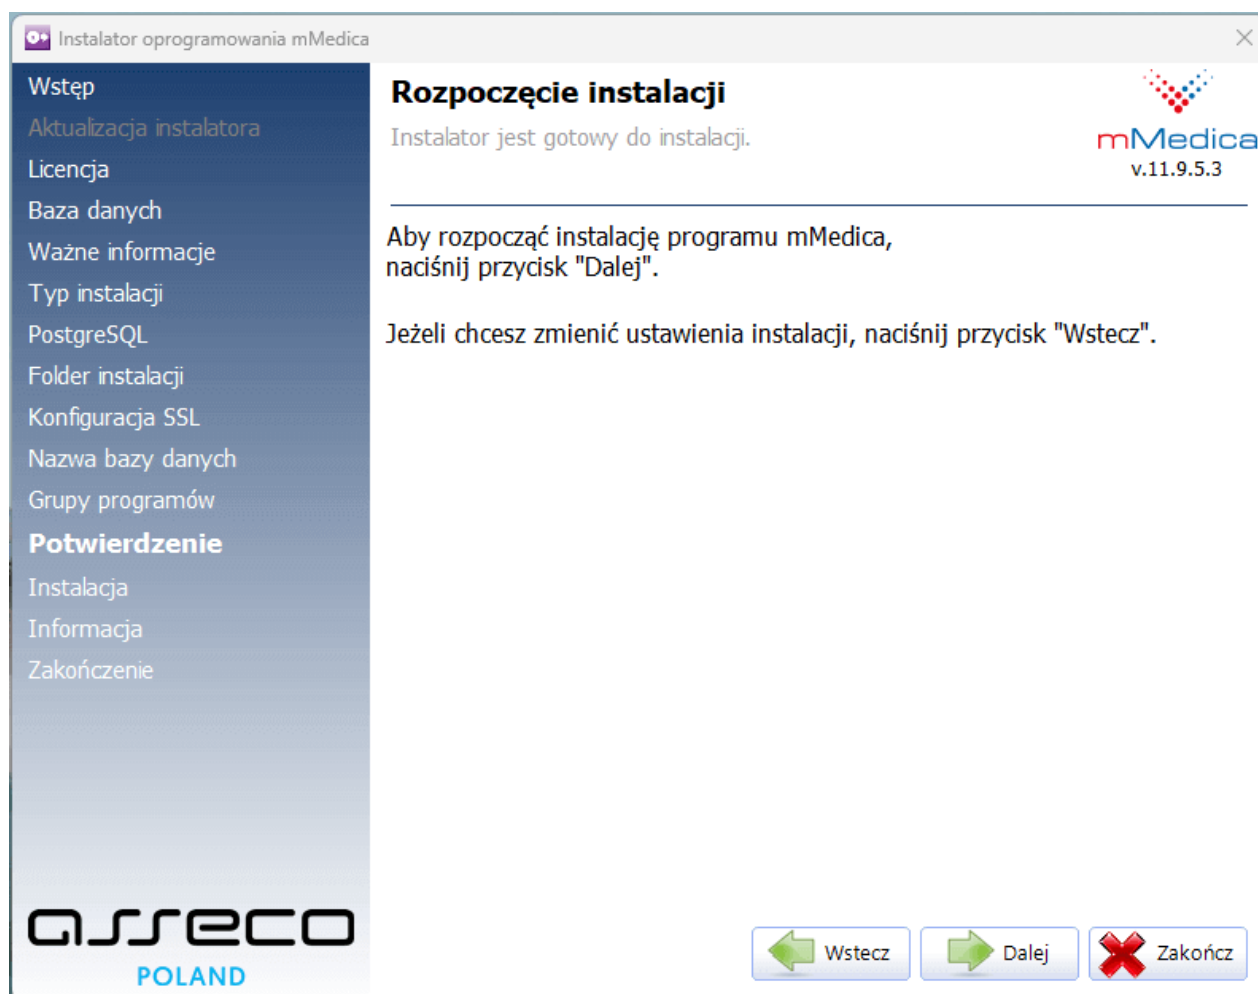 Instalator oprogramowania mMedica
Wstęp
Aktualizacja instalatora
Licencja
Baza danych
Ważne informacje
Typ instalacji
PostgreSQL
Folder instalacji
Konfiguracja SSL
Nazwa bazy danych
Grupy programów
Potwierdzenie
Instalacja
Informacja
Zakończenie
asseco
POLAND
Rozpoczęcie instalacji
Instalator jest gotowy do instalacji.
mMedica
v.11.9.5.3
Aby rozpocząć instalację programu mMedica,
naciśnij przycisk "Dalej".
Jeżeli chcesz zmienić ustawienia instalacji, naciśnij przycisk "Wstecz".
Wstecz
Dalej
Zakończ